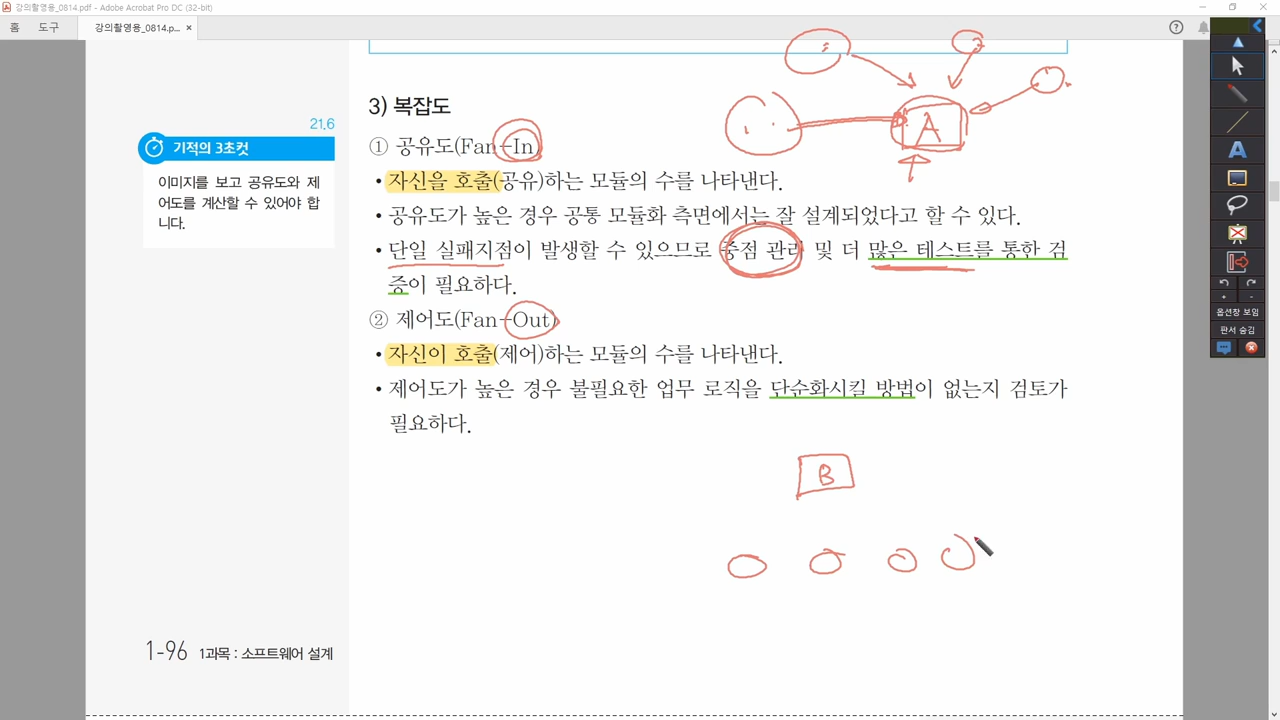 강의촬영용_0814.pdf - Adobe Acrobat Pro DC (32-bit)
홈 도구 강의촬영용_0814.p... ×
3) 복잡도
A
21.6
기적의 3초컷
이미지를 보고 공유도와 제
어도를 계산할 수 있어야 합
니다.
① 공유도(Fan-In)
• 자신을 호출(공유)하는 모듈의 수를 나타낸다.
• 공유도가 높은 경우 공통 모듈화 측면에서는 잘 설계되었다고 할 수 있다.
• 단일 실패지점이 발생할 수 있으므로 중점 관리 및 더 많은 테스트를 통한 검
증이 필요하다.
② 제어도(Fan-Out)
• 자신이 호출(제어)하는 모듈의 수를 나타낸다.
• 제어도가 높은 경우 불필요한 업무 로직을 단순화시킬 방법이 없는지 검토가
필요하다.
B
1-96 1과목 : 소프트웨어 설계
옵션창 보임
판서 숨김